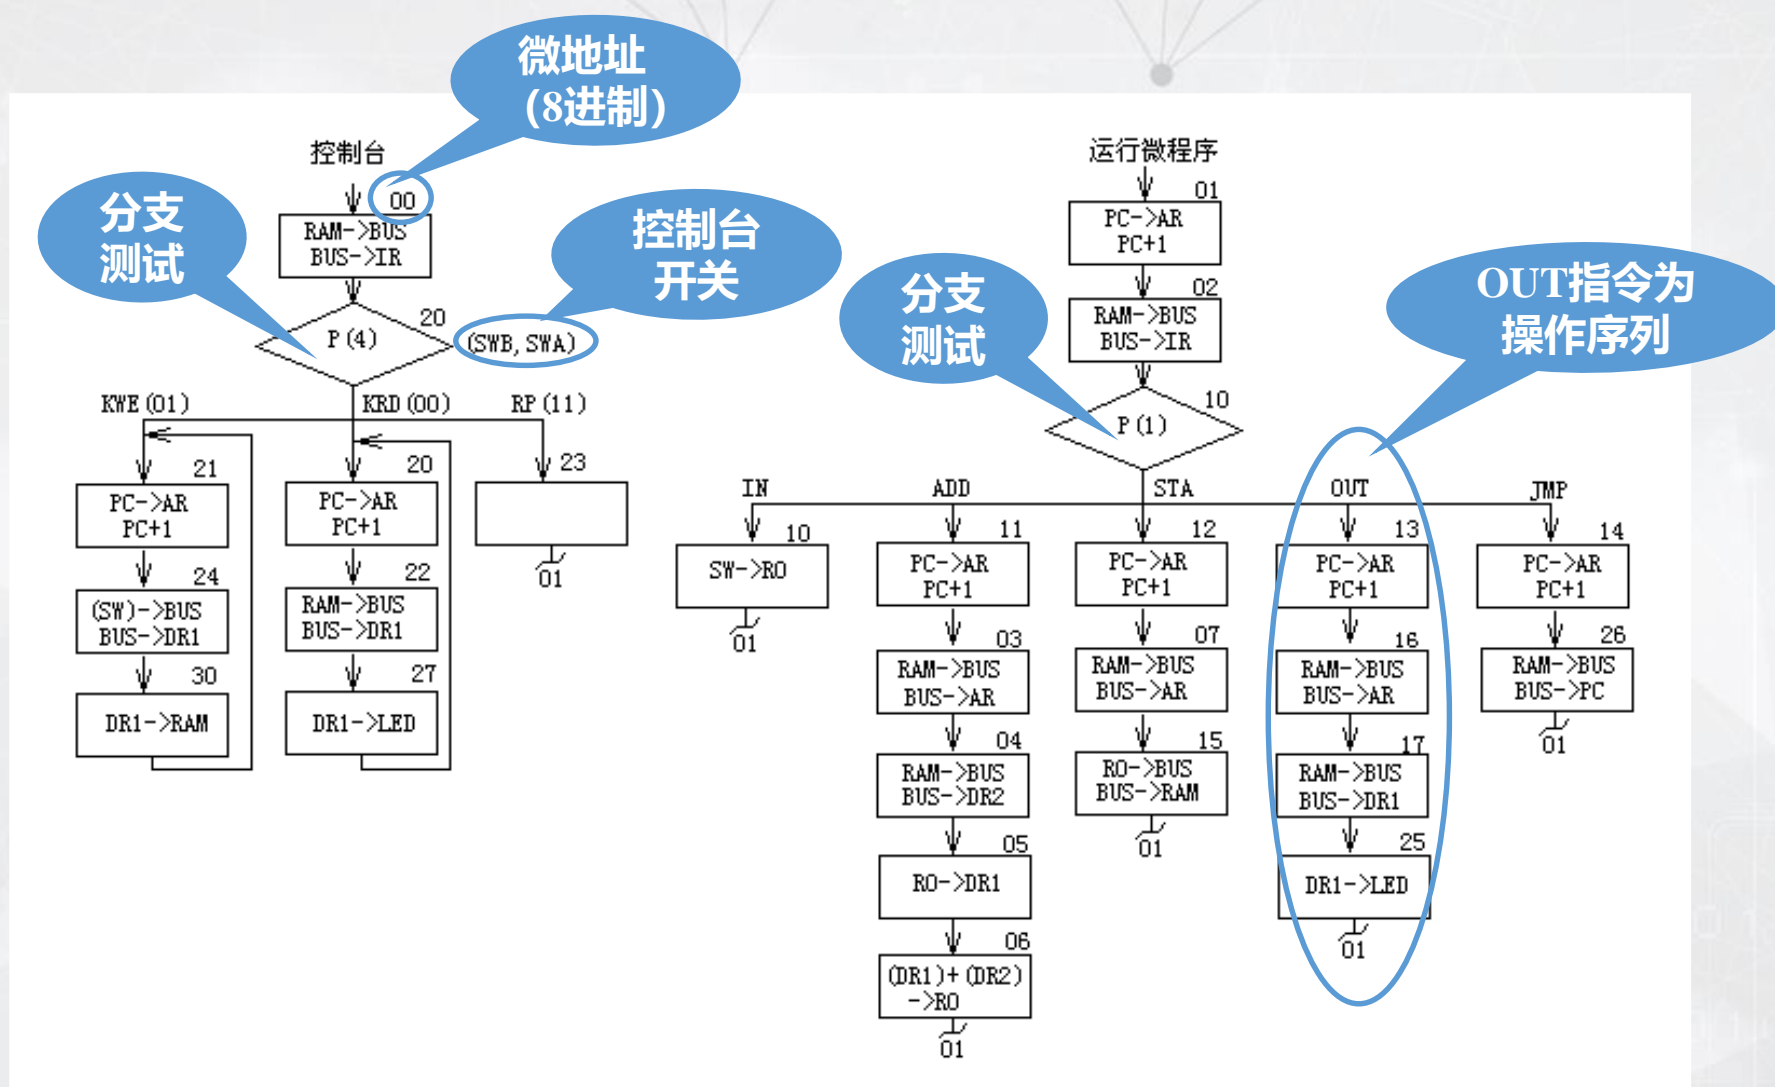 微地址
(8进制)
控制台
00
RAM->BUS
BUS->IR
分支
测试
控制台
开关
P(4)
20
(SWB,SWA)
KWE(01)
KRD(00)
RP(11)
21
PC->AR
PC+1
24
(SW)->BUS
BUS->DR1
30
DR1->RAM
20
PC->AR
PC+1
22
RAM->BUS
BUS->DR1
27
DR1->LED
23
01
运行微程序
01
PC->AR
PC+1
02
RAM->BUS
BUS->IR
分支
测试
OUT指令为
操作序列
10
P(1)
IN
ADD
STA
OUT
JMP
10
SW->R0
01
11
PC->AR
PC+1
03
RAM->BUS
BUS->AR
04
RAM->BUS
BUS->DR2
05
R0->DR1
06
(DR1)+(DR2)
->R0
01
12
PC->AR
PC+1
07
RAM->BUS
BUS->AR
15
R0->BUS
BUS->RAM
01
13
PC->AR
PC+1
16
RAM->BUS
BUS->AR
17
RAM->BUS
BUS->DR1
25
DR1->LED
01
14
PC->AR
PC+1
26
RAM->BUS
BUS->PC
01